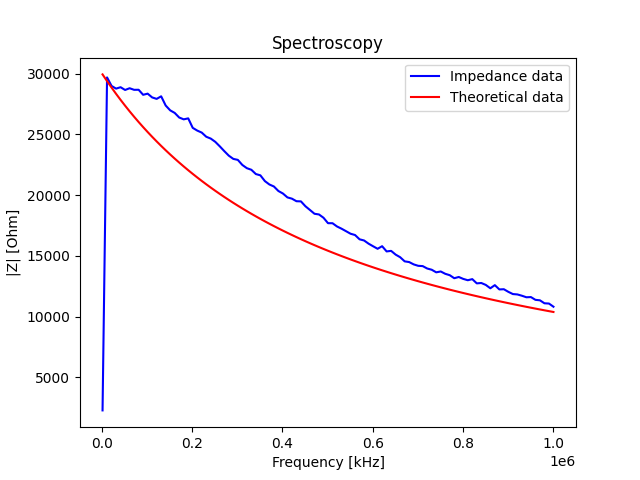 Spectroscopy
Impedance data
Theoretical data
30000
25000
20000
15000
10000
5000
|Z| [Ohm]
0.0 0.2 0.4 0.6 0.8 1.0
1e6
Frequency [kHz]